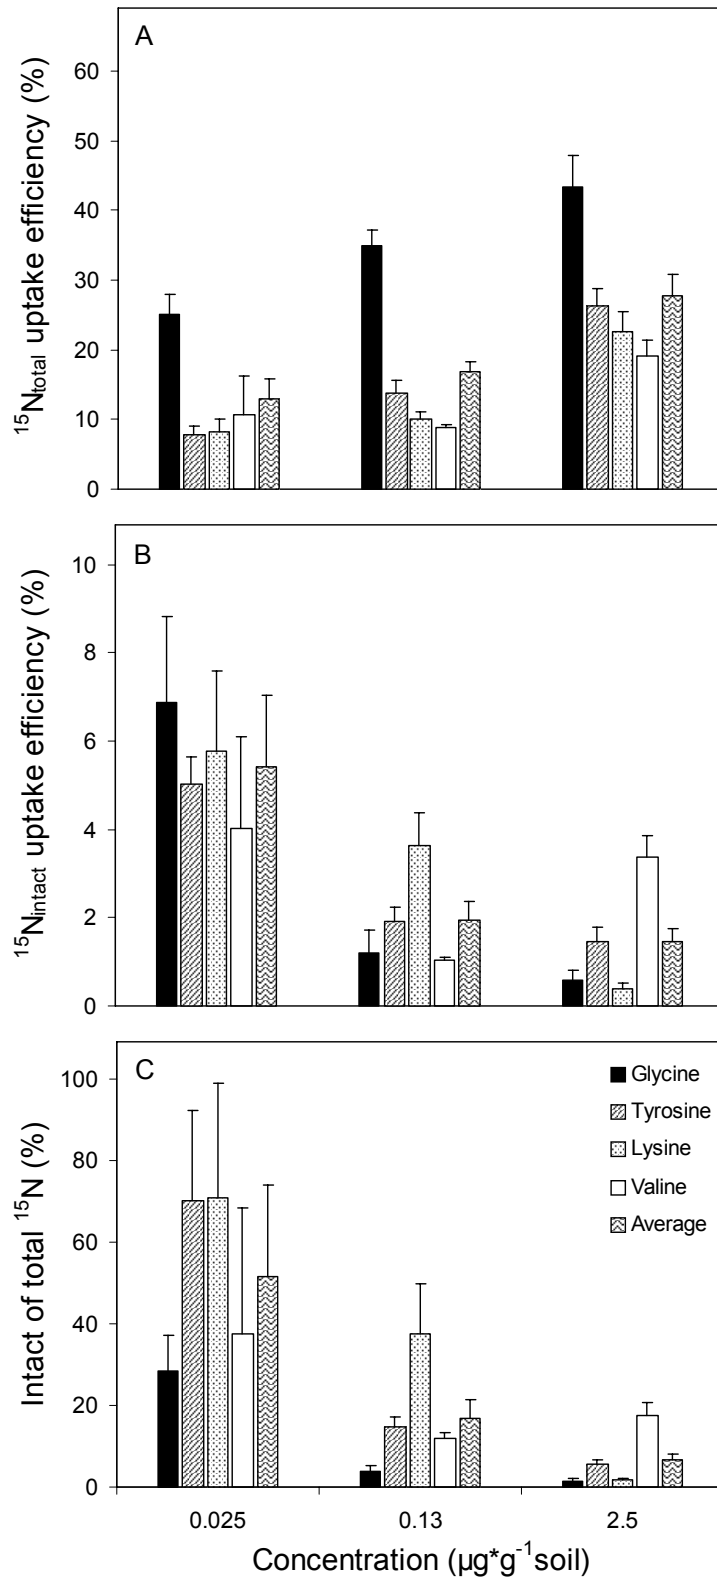 A
60
50
40
30
20
10
0
¹⁵N_total uptake efficiency (%)
B
10
8
6
4
2
0
¹⁵N_intact uptake efficiency (%)
C
100
80
60
40
20
0
Intact of total ¹⁵N (%)
Glycine
Tyrosine
Lysine
Valine
Average
0.025 0.13 2.5
Concentration (µg*g⁻¹soil)